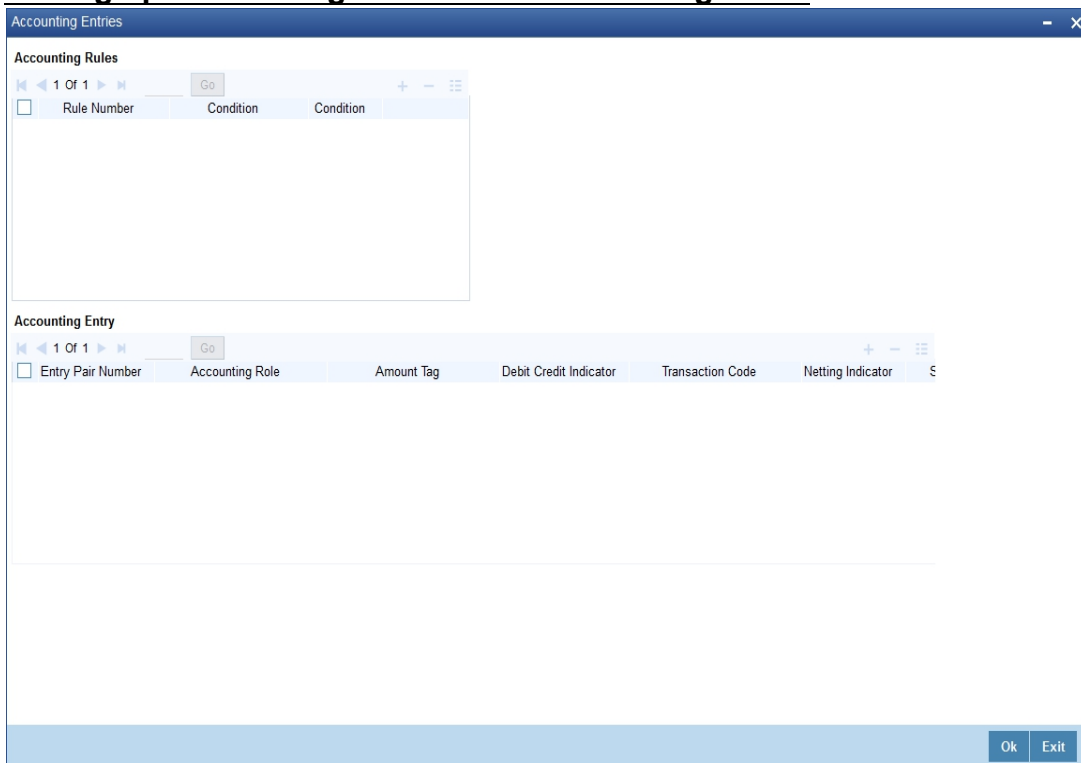 Accounting Entries
Accounting Rules
1 Of 1 Go
Rule Number Condition Condition
Accounting Entry
1 Of 1 Go
Entry Pair Number Accounting Role Amount Tag Debit Credit Indicator Transaction Code Netting Indicator
Ok Exit